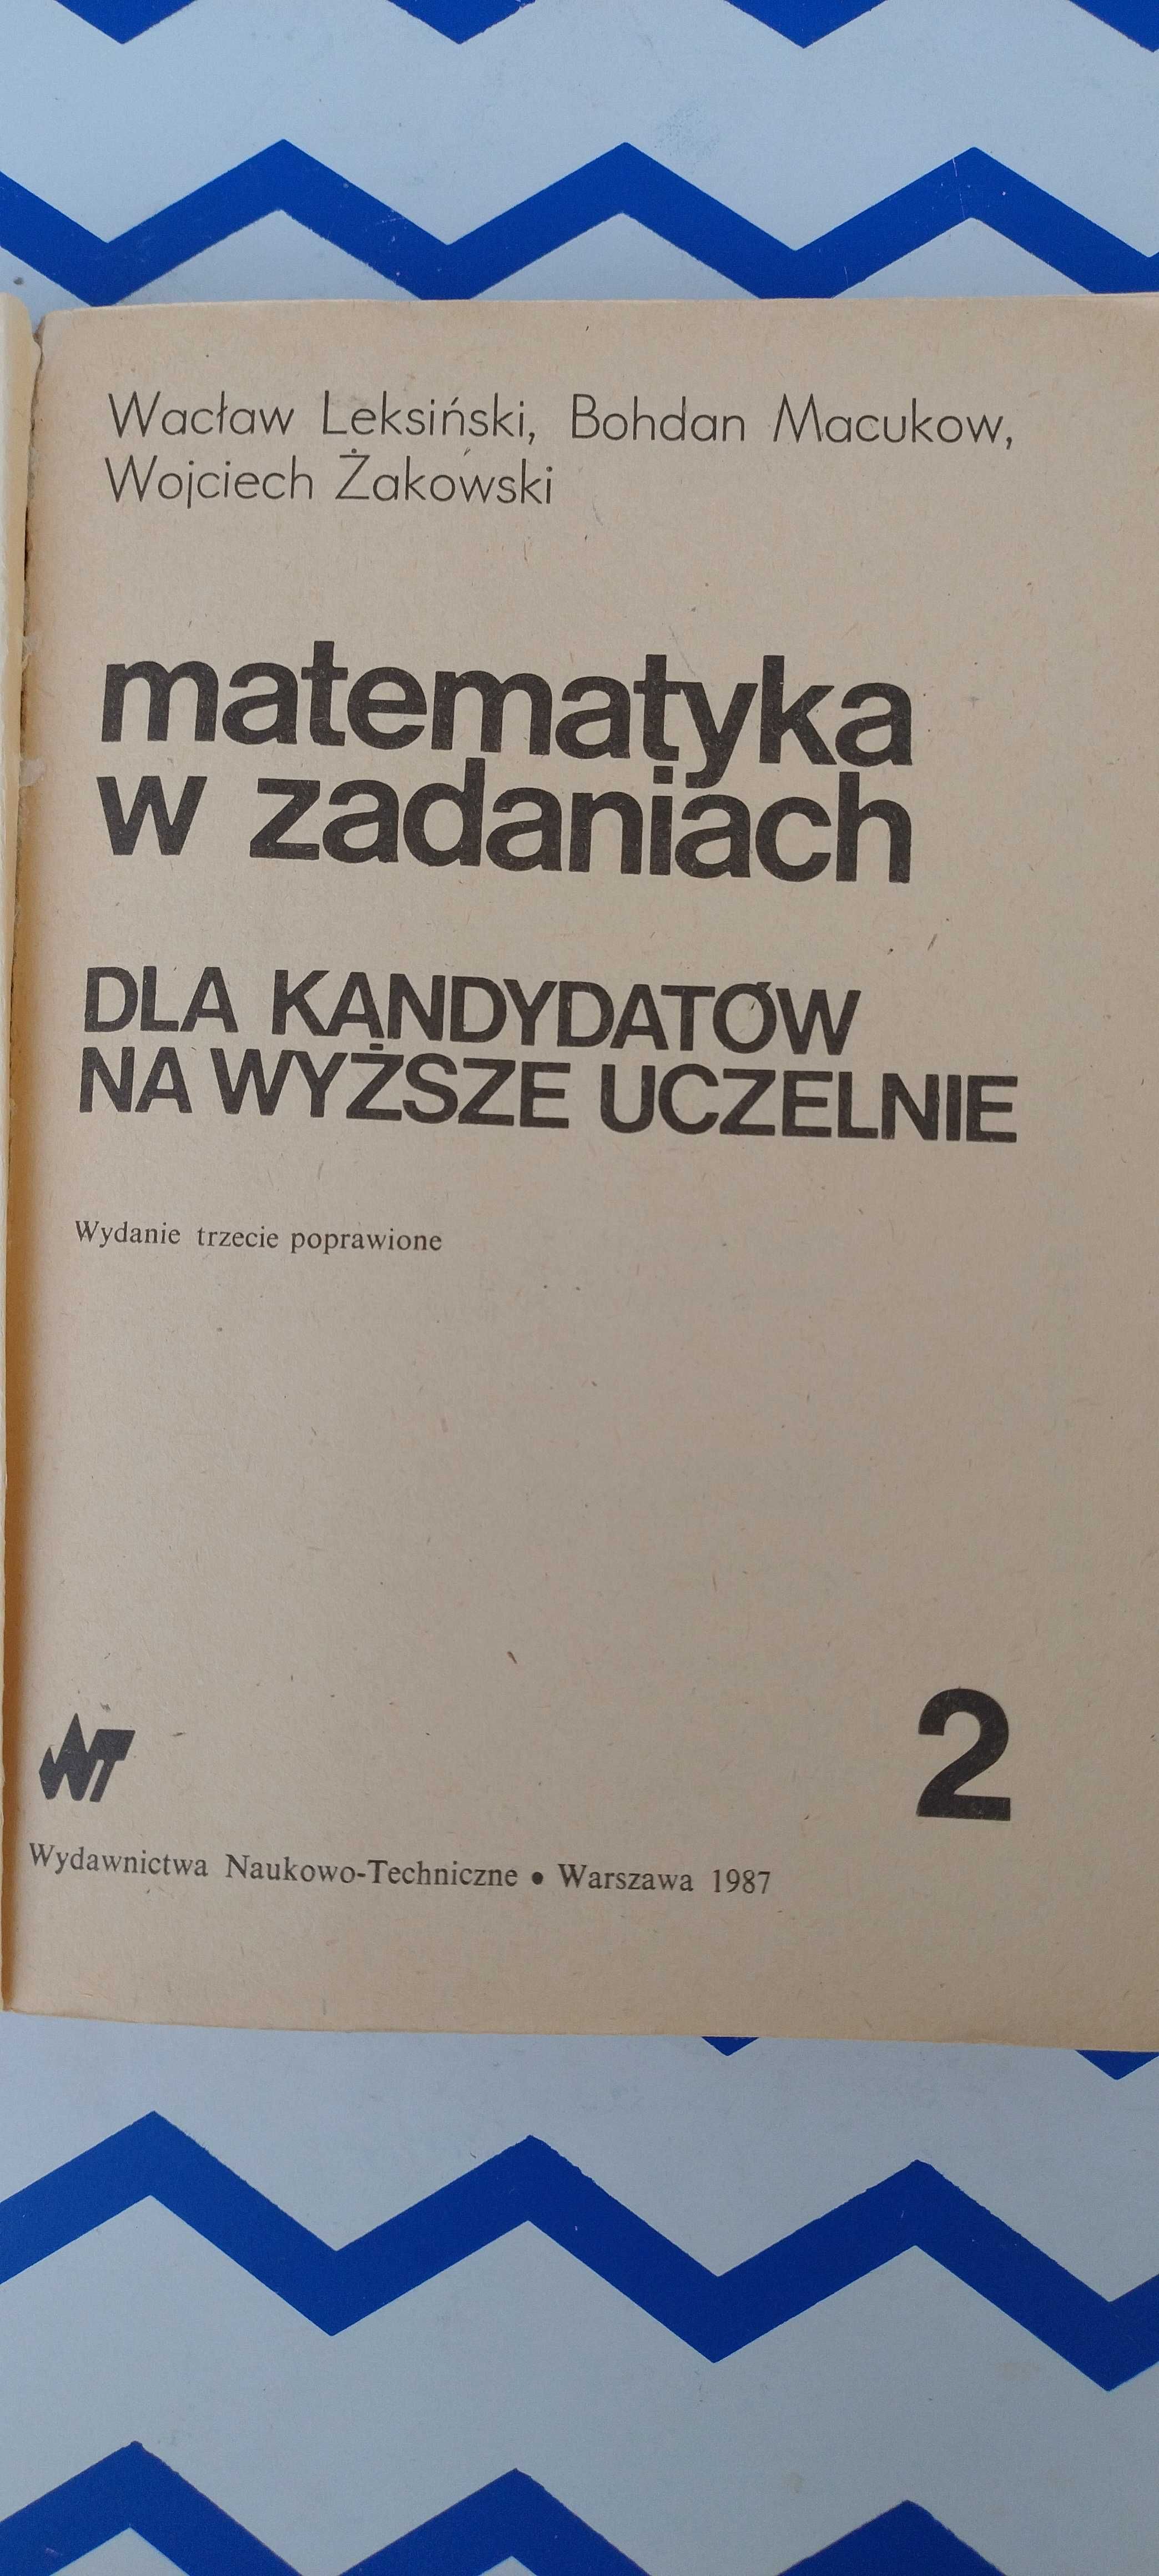 Wacław Leksiński, Bohdan Macukow,
Wojciech Żakowski
matematyka
w zadaniach
DLA KANDYDATÓW
NA WYŻSZE UCZELNIE
Wydanie trzecie poprawione
2
WNT
Wydawnictwa Naukowo-Techniczne • Warszawa 1987